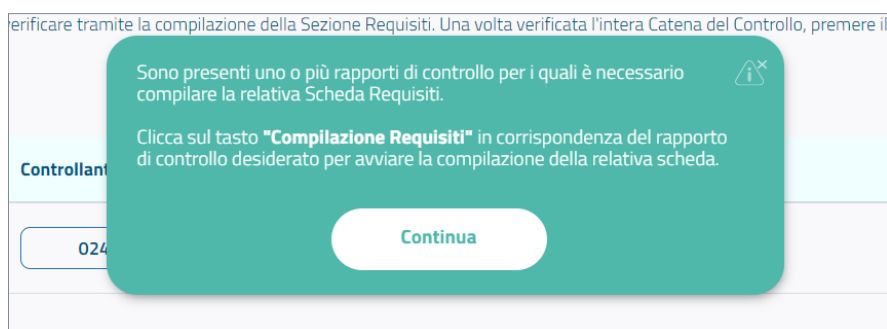 verificare tramite la compilazione della Sezione Requisiti. Una volta verificata l'intera Catena del Controllo, premere il
Sono presenti uno o più rapporti di controllo per i quali è necessario
compilare la relativa Scheda Requisiti.
Clicca sul tasto "Compilazione Requisiti" in corrispondenza del rapporto
di controllo desiderato per avviare la compilazione della relativa scheda.
Controllant
024
Continua